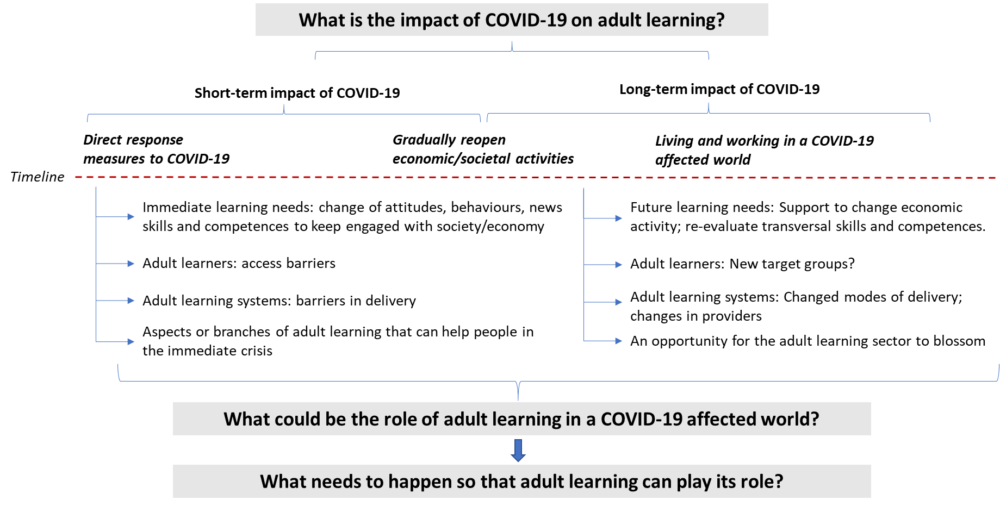 What is the impact of COVID-19 on adult learning?
Short-term impact of COVID-19
Long-term impact of COVID-19
Direct response
measures to COVID-19
Gradually reopen
economic/societal activities
Living and working in a COVID-19
affected world
Timeline
Immediate learning needs: change of attitudes, behaviours, news
skills and competences to keep engaged with society/economy
Adult learners: access barriers
Adult learning systems: barriers in delivery
Aspects or branches of adult learning that can help people in
the immediate crisis
Future learning needs: Support to change economic
activity; re-evaluate transversal skills and competences.
Adult learners: New target groups?
Adult learning systems: Changed modes of delivery;
changes in providers
An opportunity for the adult learning sector to blossom
What could be the role of adult learning in a COVID-19 affected world?
What needs to happen so that adult learning can play its role?